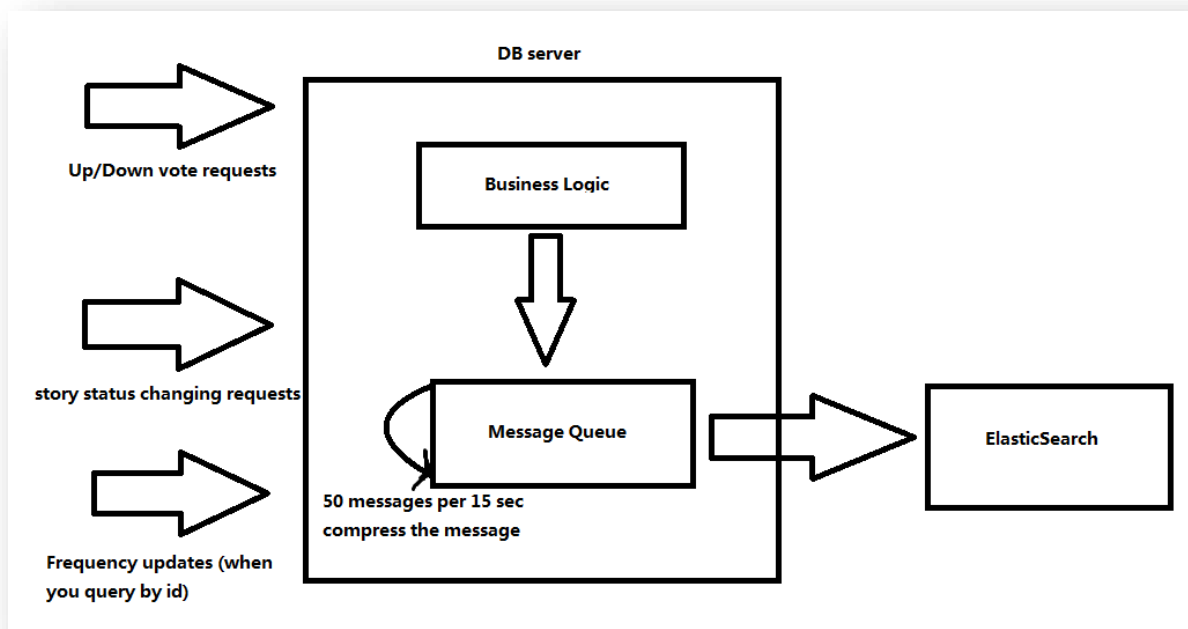 DB server
Up/Down vote requests
Business Logic
story status changing requests
Message Queue
ElasticSearch
50 messages per 15 sec
compress the message
Frequency updates (when
you query by id)